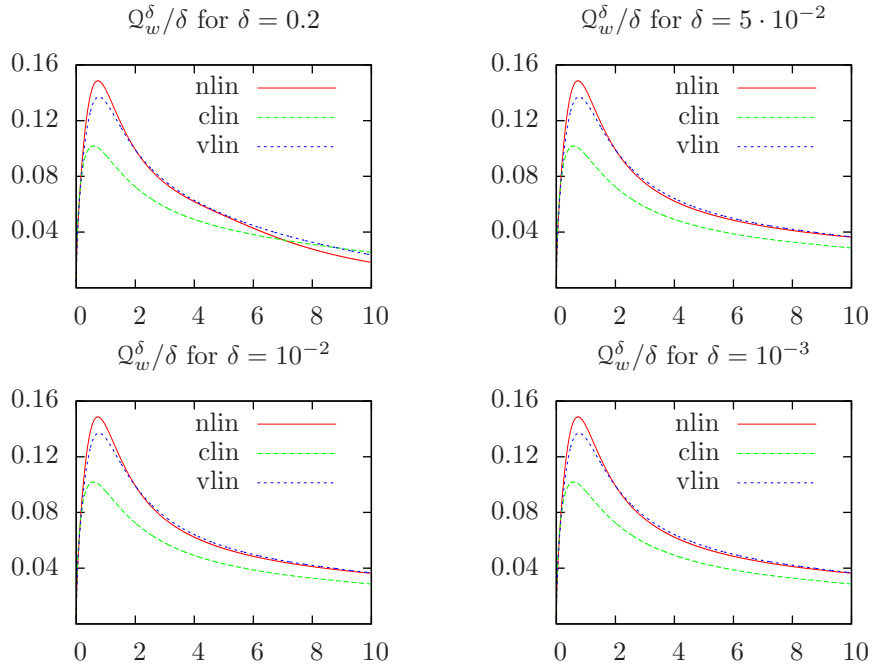 𝒬_w^δ/δ for δ = 0.2
0.16
0.12
0.08
0.04
nlin
clin
vlin
0 2 4 6 8 10
𝒬_w^δ/δ for δ = 5 · 10^{-2}
0.16
0.12
0.08
0.04
nlin
clin
vlin
0 2 4 6 8 10
𝒬_w^δ/δ for δ = 10^{-2}
0.16
0.12
0.08
0.04
nlin
clin
vlin
0 2 4 6 8 10
𝒬_w^δ/δ for δ = 10^{-3}
0.16
0.12
0.08
0.04
nlin
clin
vlin
0 2 4 6 8 10